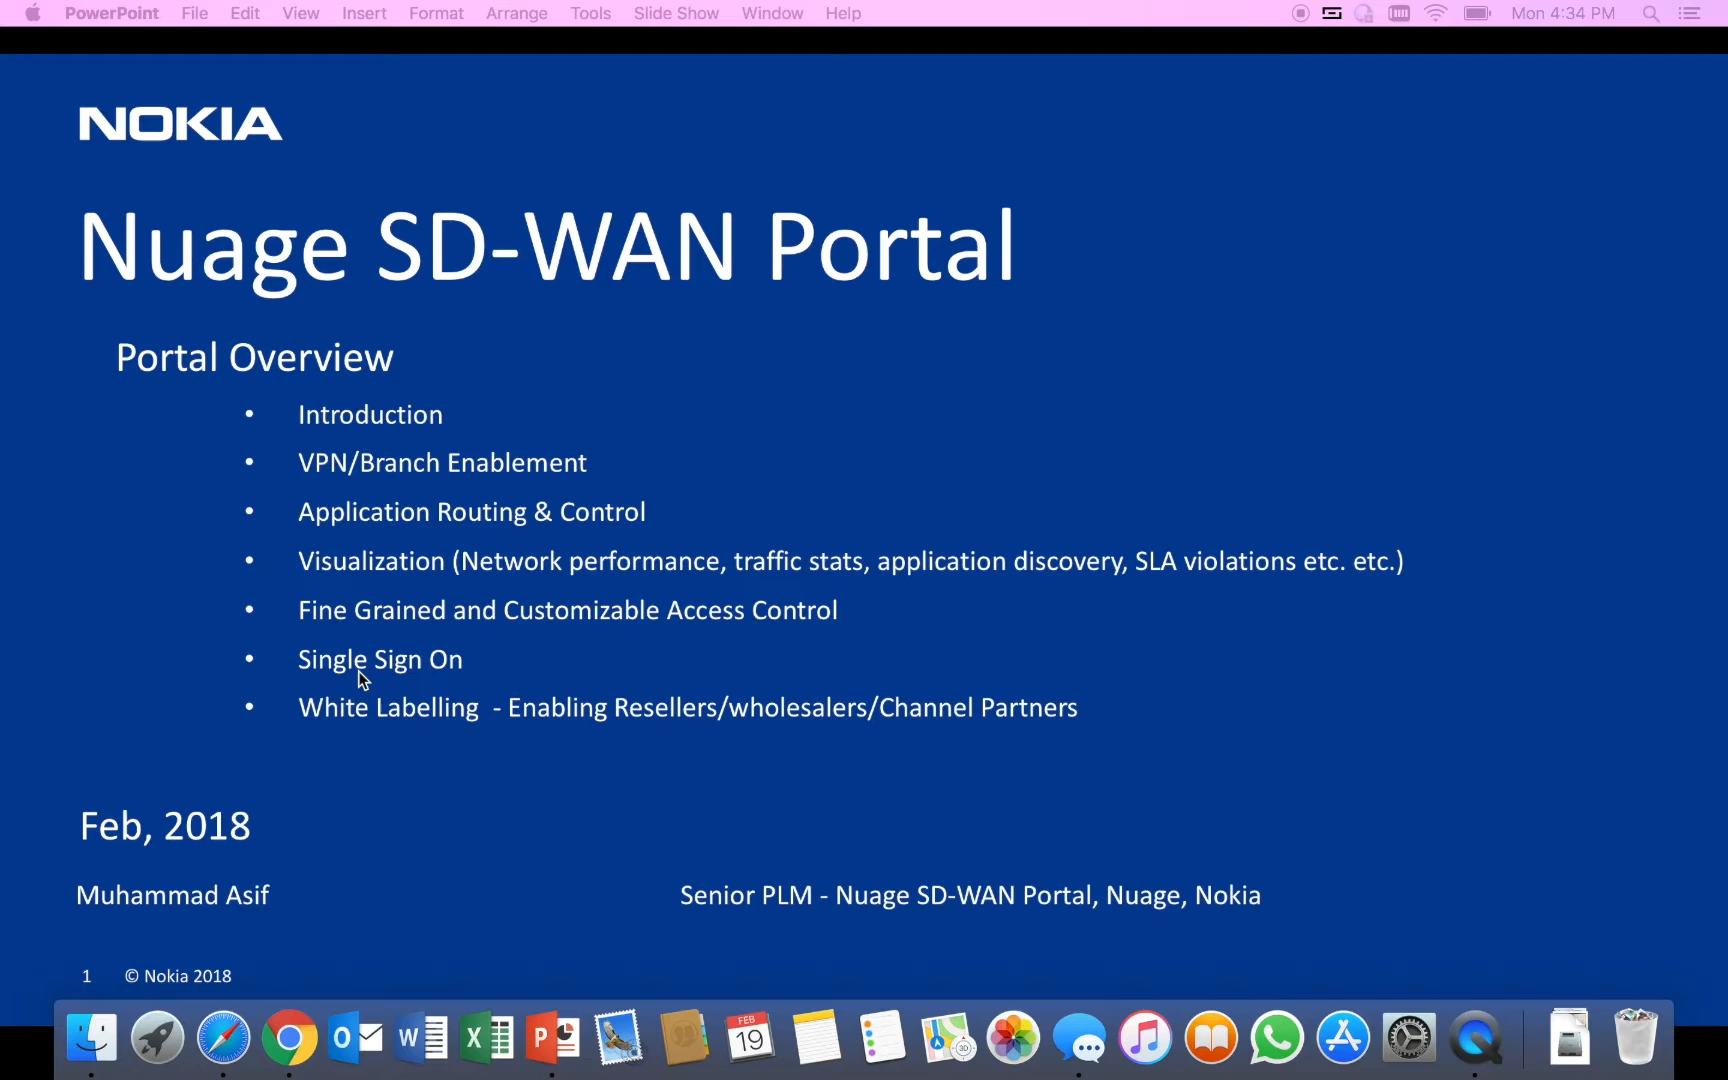 PowerPoint File Edit View Insert Format Arrange Tools Slide Show Window Help Mon 4:34 PM
NOKIA
Nuage SD-WAN Portal
Portal Overview
• Introduction
• VPN/Branch Enablement
• Application Routing & Control
• Visualization (Network performance, traffic stats, application discovery, SLA violations etc. etc.)
• Fine Grained and Customizable Access Control
• Single Sign On
• White Labelling - Enabling Resellers/wholesalers/Channel Partners
Feb, 2018
Muhammad Asif Senior PLM - Nuage SD-WAN Portal, Nuage, Nokia
1 © Nokia 2018
FEB
19